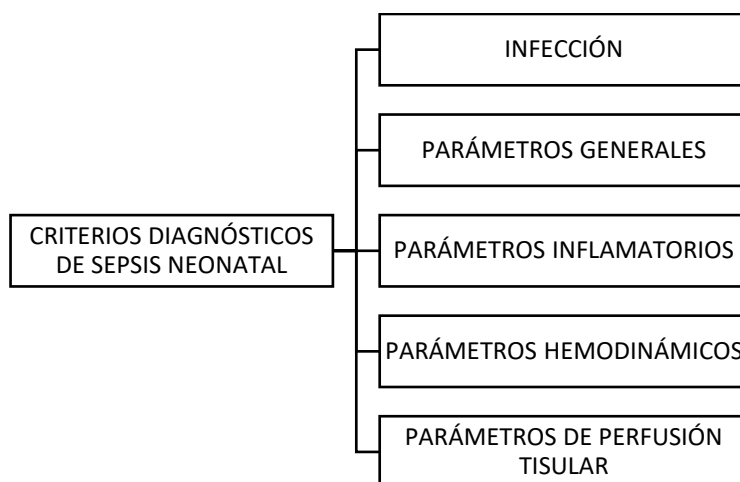 INFECCIÓN
PARÁMETROS GENERALES
CRITERIOS DIAGNÓSTICOS
DE SEPSIS NEONATAL
PARÁMETROS INFLAMATORIOS
PARÁMETROS HEMODINÁMICOS
PARÁMETROS DE PERFUSIÓN
TISULAR